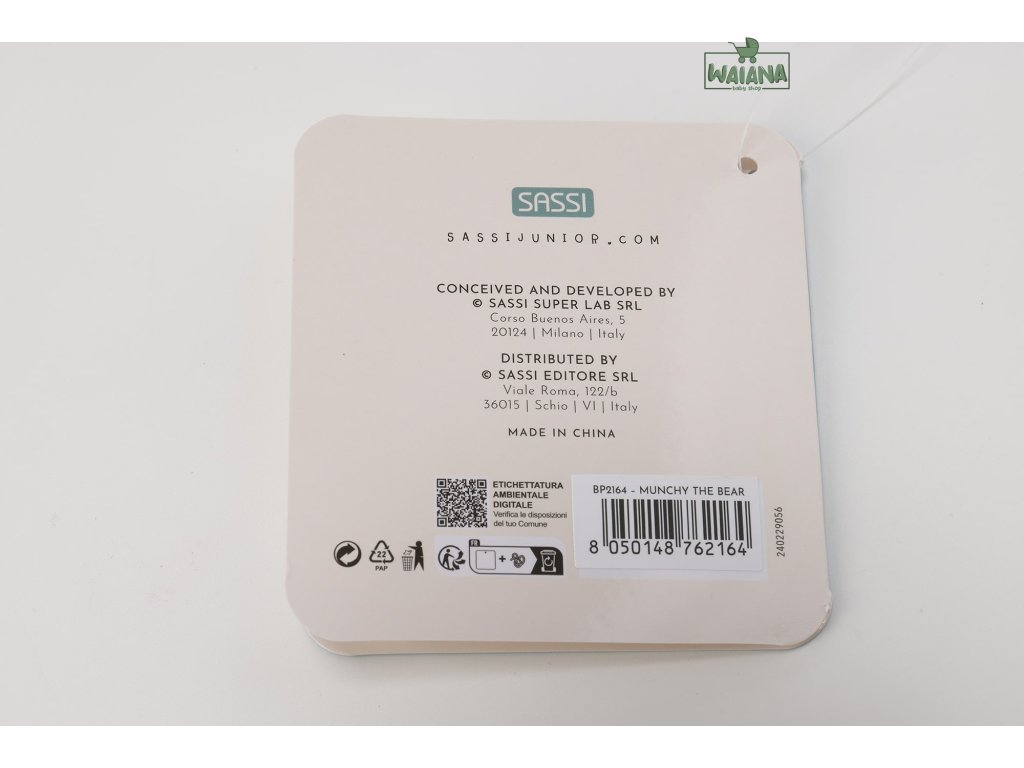 WAIANA
baby shop
SASSI
SASSIJUNIOR.COM
CONCEIVED AND DEVELOPED BY
© SASSI SUPER LAB SRL
Corso Buenos Aires, 5
20124 | Milano | Italy
DISTRIBUTED BY
© SASSI EDITORE SRL
Viale Roma, 122/b
36015 | Schio | VI | Italy
MADE IN CHINA
ETICHETTATURA
AMBIENTALE
DIGITALE
Verifica le disposizioni
del tuo Comune
BP2164 - MUNCHY THE BEAR
8 050148 762164
240229056
22
PAP
FR
+